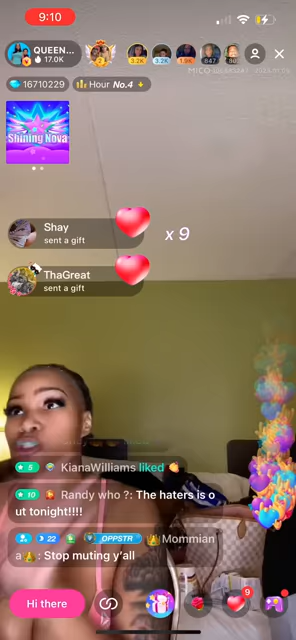 9:10
QUEEN...
17.0K
3.2K
3.2K
1.9K
847
16710229
Hour No.4 +
Shining Nova
Shay
sent a gift
x 9
ThaGreat
sent a gift
5 KianaWilliams liked
10 Randy who ?: The haters is o
ut tonight!!!!
22 OPPSTR Mommian
a : Stop muting y'all
Hi there
9